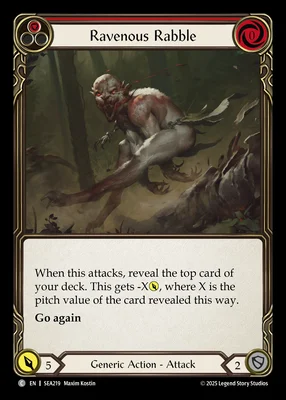 Ravenous Rabble
0
When this attacks, reveal the top card of
your deck. This gets -X, where X is the
pitch value of the card revealed this way.
Go again
5 Generic Action - Attack 2
C EN | SEA219 Maxim Kostin © 2025 Legend Story Studios